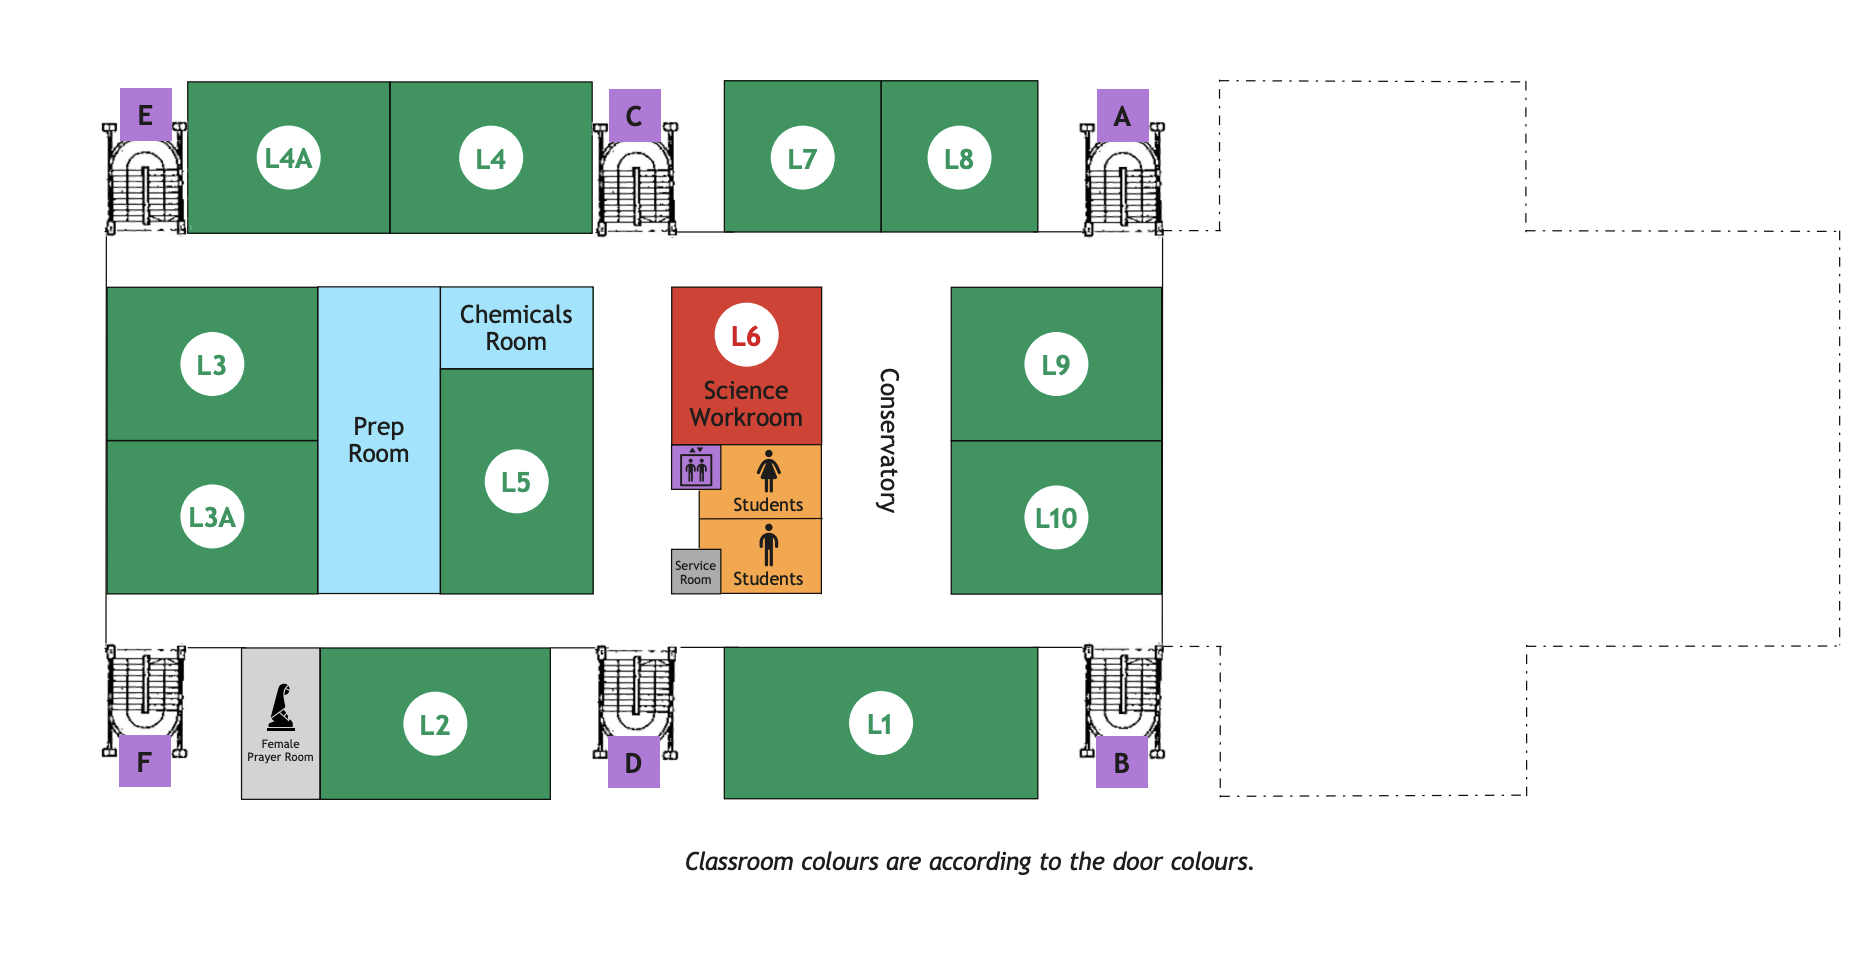 E
C
A
L4A
L4
L7
L8
L3
Prep
Room
Chemicals
Room
L6
Science
Workroom
Conservatory
L9
L3A
L5
Students
Students
Service
Room
L10
Female
Prayer Room
L2
L1
F
D
B
Classroom colours are according to the door colours.